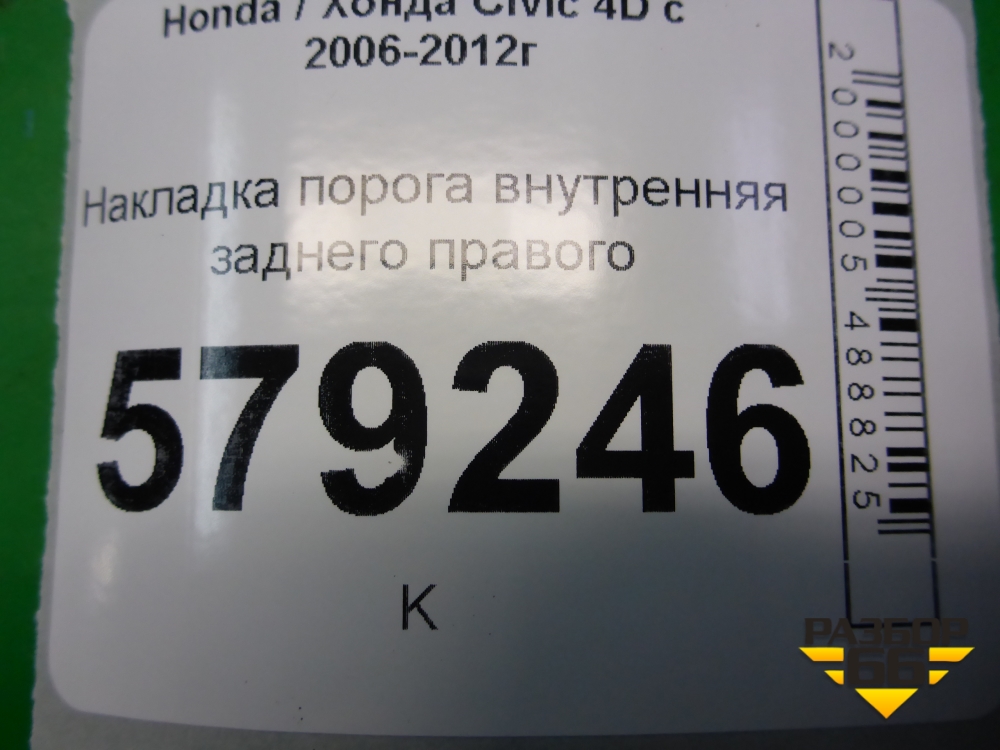 Honda / Хонда Civic 4D с
2006-2012г
Накладка порога внутренняя
заднего правого
579246
К
2000005488825
РАЗБОР
66